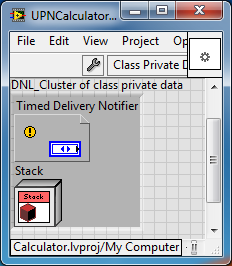 UPNCalculator...
File Edit View Project Op
Class Private D
DNL_Cluster of class private data
Timed Delivery Notifier
Stack
Stack
Calculator.lvproj/My Computer